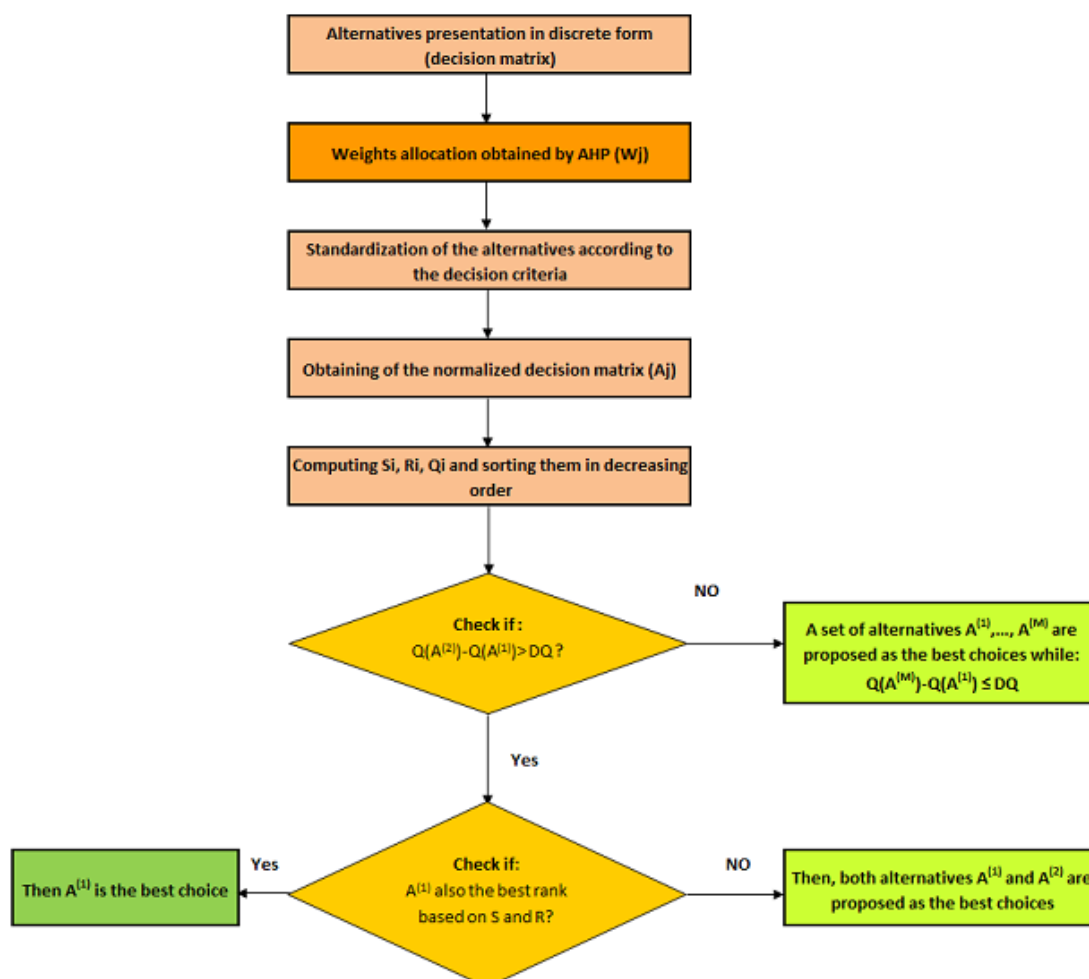 Alternatives presentation in discrete form
(decision matrix)
Weights allocation obtained by AHP (Wj)
Standardization of the alternatives according to
the decision criteria
Obtaining of the normalized decision matrix (Aj)
Computing Si, Ri, Qi and sorting them in decreasing
order
Check if :
Q(A⁽²⁾)-Q(A⁽¹⁾)> DQ ?
NO
A set of alternatives A⁽¹⁾,..., A⁽ᴹ⁾ are
proposed as the best choices while:
Q(A⁽ᴹ⁾)-Q(A⁽¹⁾) ≤ DQ
Yes
Yes
Then A⁽¹⁾ is the best choice
Check if:
A⁽¹⁾ also the best rank
based on S and R?
NO
Then, both alternatives A⁽¹⁾ and A⁽²⁾ are
proposed as the best choices